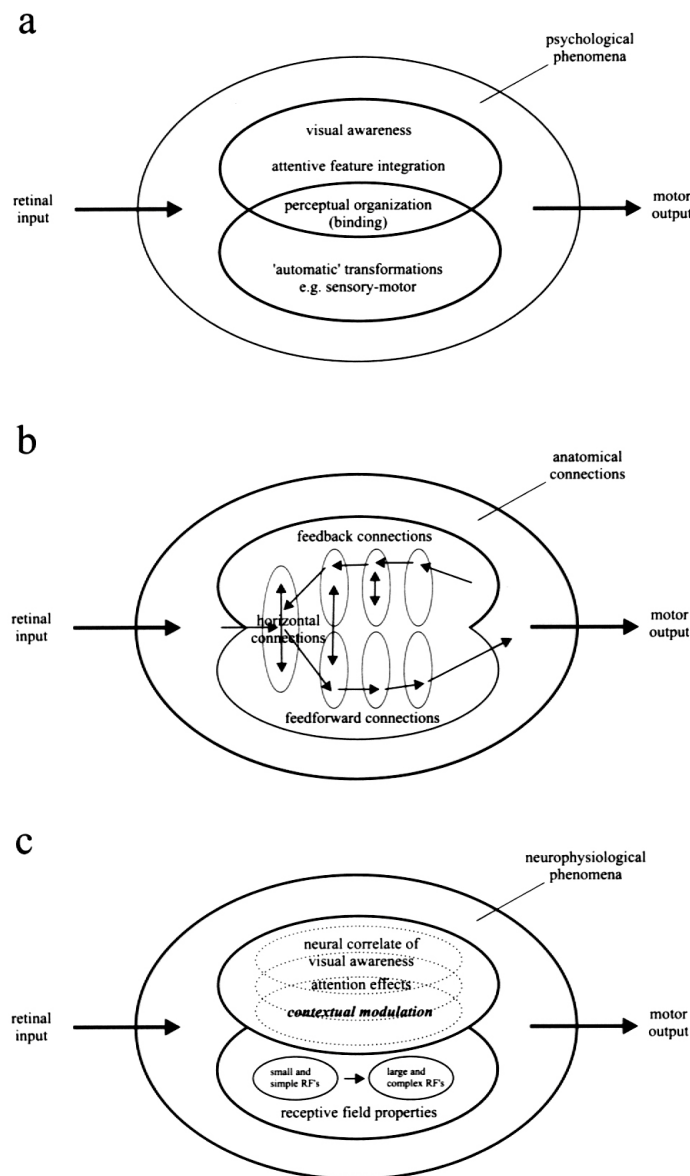 a
psychological
phenomena
visual awareness
attentive feature integration
retinal
input
perceptual organization
(binding)
motor
output
'automatic' transformations
e.g. sensory-motor
b
anatomical
connections
feedback connections
retinal
input
horizontal
connections
motor
output
feedforward connections
c
neurophysiological
phenomena
neural correlate of
visual awareness
attention effects
contextual modulation
retinal
input
motor
output
small and
simple RF's
large and
complex RF's
receptive field properties